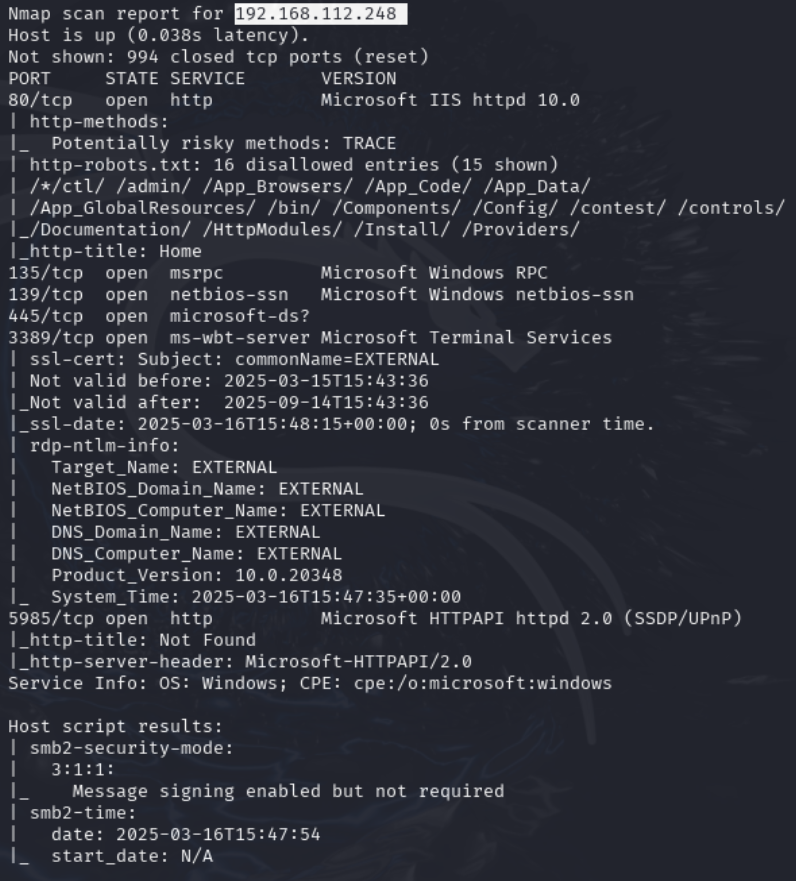 Nmap scan report for 192.168.112.248
Host is up (0.038s latency).
Not shown: 994 closed tcp ports (reset)
PORT     STATE SERVICE       VERSION
80/tcp   open  http          Microsoft IIS httpd 10.0
| http-methods:
|_  Potentially risky methods: TRACE
| http-robots.txt: 16 disallowed entries (15 shown)
| /*/ctl/ /admin/ /App_Browsers/ /App_Code/ /App_Data/
| /App_GlobalResources/ /bin/ /Components/ /Config/ /contest/ /controls/
|_/Documentation/ /HttpModules/ /Install/ /Providers/
|_http-title: Home
135/tcp  open  msrpc         Microsoft Windows RPC
139/tcp  open  netbios-ssn   Microsoft Windows netbios-ssn
445/tcp  open  microsoft-ds?
3389/tcp open  ms-wbt-server Microsoft Terminal Services
| ssl-cert: Subject: commonName=EXTERNAL
| Not valid before: 2025-03-15T15:43:36
|_Not valid after:  2025-09-14T15:43:36
|_ssl-date: 2025-03-16T15:48:15+00:00; 0s from scanner time.
| rdp-ntlm-info:
|   Target_Name: EXTERNAL
|   NetBIOS_Domain_Name: EXTERNAL
|   NetBIOS_Computer_Name: EXTERNAL
|   DNS_Domain_Name: EXTERNAL
|   DNS_Computer_Name: EXTERNAL
|   Product_Version: 10.0.20348
|_  System_Time: 2025-03-16T15:47:35+00:00
5985/tcp open  http          Microsoft HTTPAPI httpd 2.0 (SSDP/UPnP)
|_http-title: Not Found
|_http-server-header: Microsoft-HTTPAPI/2.0
Service Info: OS: Windows; CPE: cpe:/o:microsoft:windows

Host script results:
| smb2-security-mode:
|   3:1:1:
|_    Message signing enabled but not required
| smb2-time:
|   date: 2025-03-16T15:47:54
|_  start_date: N/A